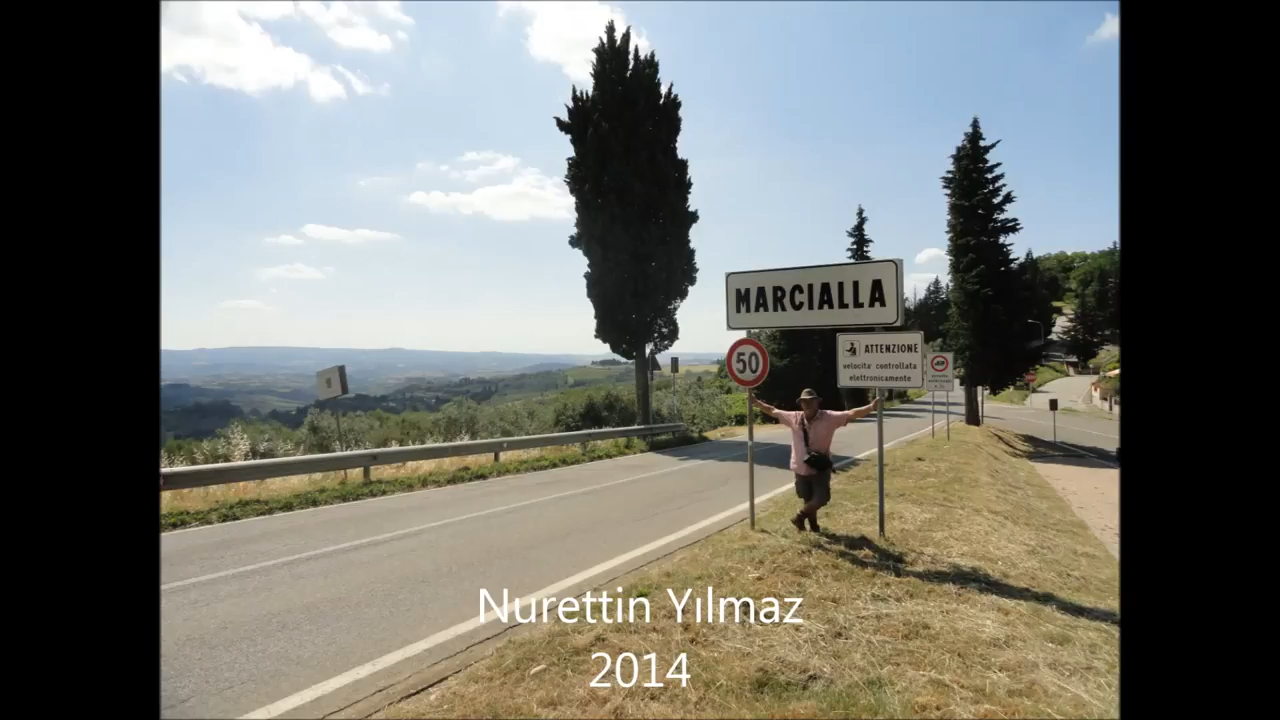 MARCIALLA
50
ATTENZIONE
velocita' controllata
elettronicamente
Nurettin Yılmaz
2014